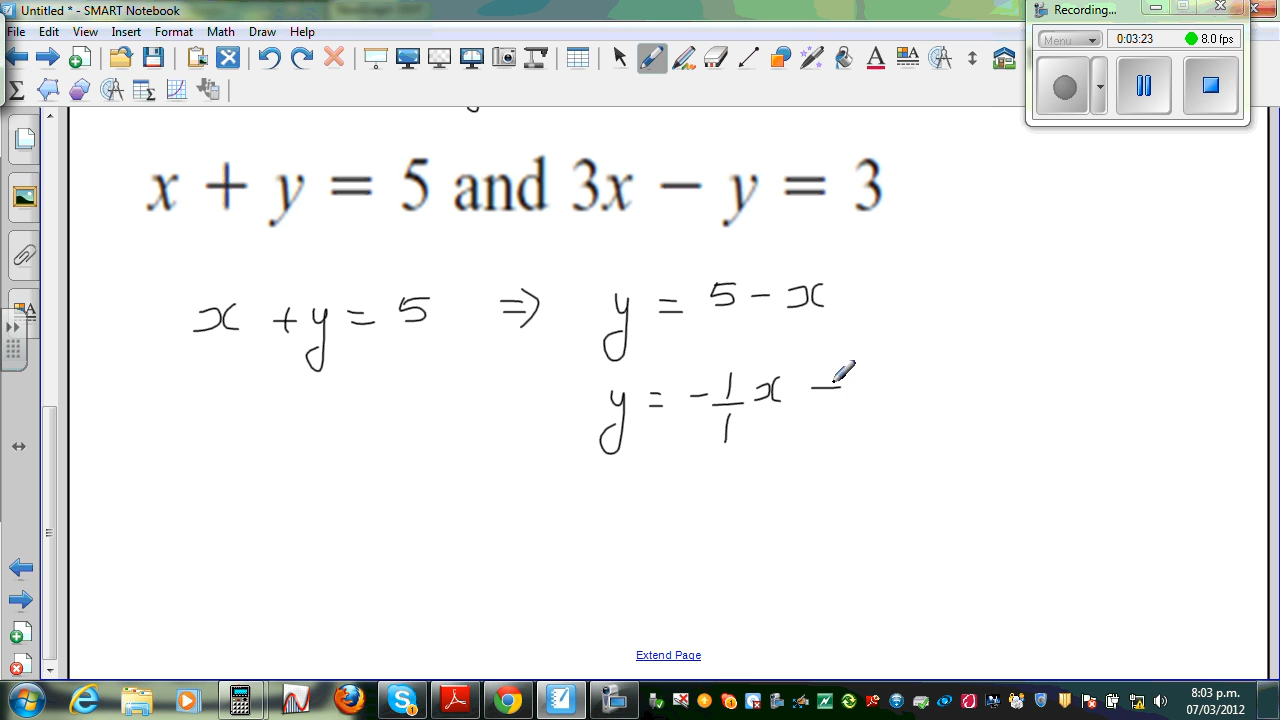 Untitled * - SMART Notebook
File Edit View Insert Format Math Draw Help
Recording...
Menu 0:03:23 8.0 fps
x + y = 5 and 3x − y = 3
x + y = 5 ⇒ y = 5 − x
y = -1/1 x −
Extend Page
8:03 p.m.
07/03/2012